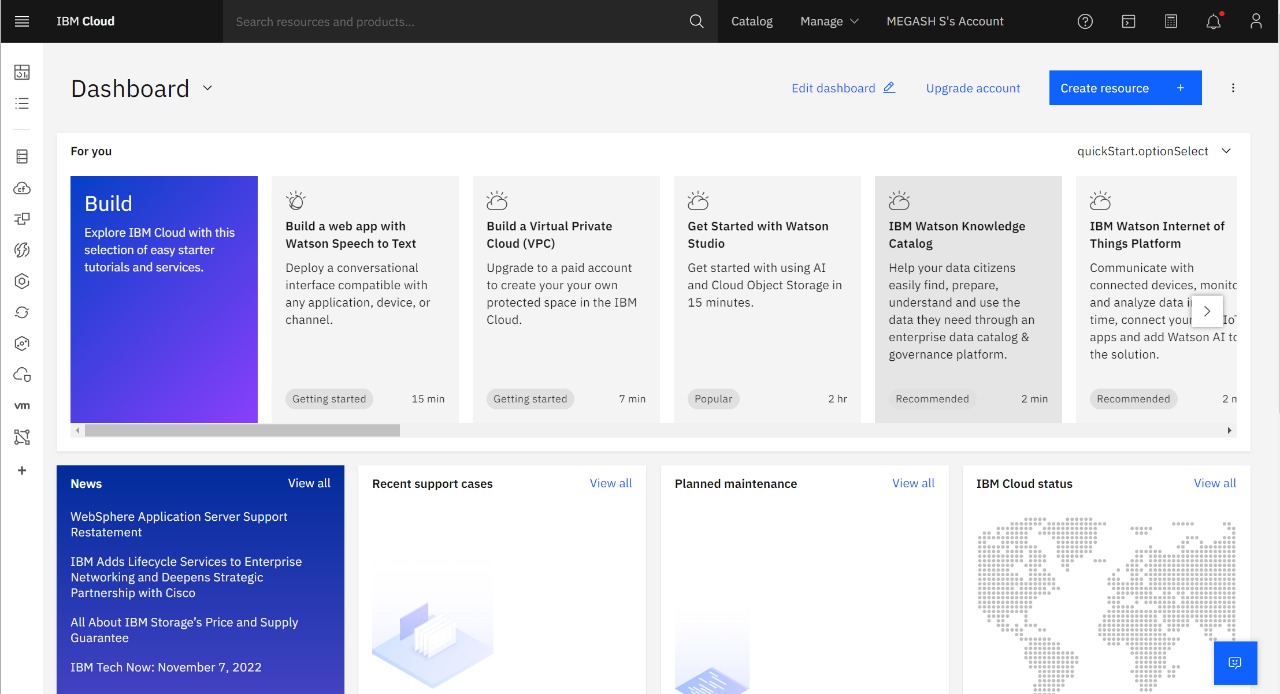 IBM Cloud
Search resources and products...
Catalog
Manage
MEGASH S's Account
Dashboard
Edit dashboard
Upgrade account
Create resource +
For you
quickStart.optionSelect
Build
Explore IBM Cloud with this
selection of easy starter
tutorials and services.
Build a web app with
Watson Speech to Text
Deploy a conversational
interface compatible with
any application, device, or
channel.
Getting started
15 min
Build a Virtual Private
Cloud (VPC)
Upgrade to a paid account
to create your your own
protected space in the IBM
Cloud.
Getting started
7 min
Get Started with Watson
Studio
Get started with using AI
and Cloud Object Storage in
15 minutes.
Popular
2 hr
IBM Watson Knowledge
Catalog
Help your data citizens
easily find, prepare,
understand and use the
data they need through an
enterprise data catalog &
governance platform.
Recommended
2 min
IBM Watson Internet of
Things Platform
Communicate with
connected devices,
and analyze data
time, connect your
apps and add Watson AI
the solution.
Recommended
2
cf
vm
News
View all
WebSphere Application Server Support
Restatement
IBM Adds Lifecycle Services to Enterprise
Networking and Deepens Strategic
Partnership with Cisco
All About IBM Storage's Price and Supply
Guarantee
IBM Tech Now: November 7, 2022
Recent support cases
View all
Planned maintenance
View all
IBM Cloud status
View all